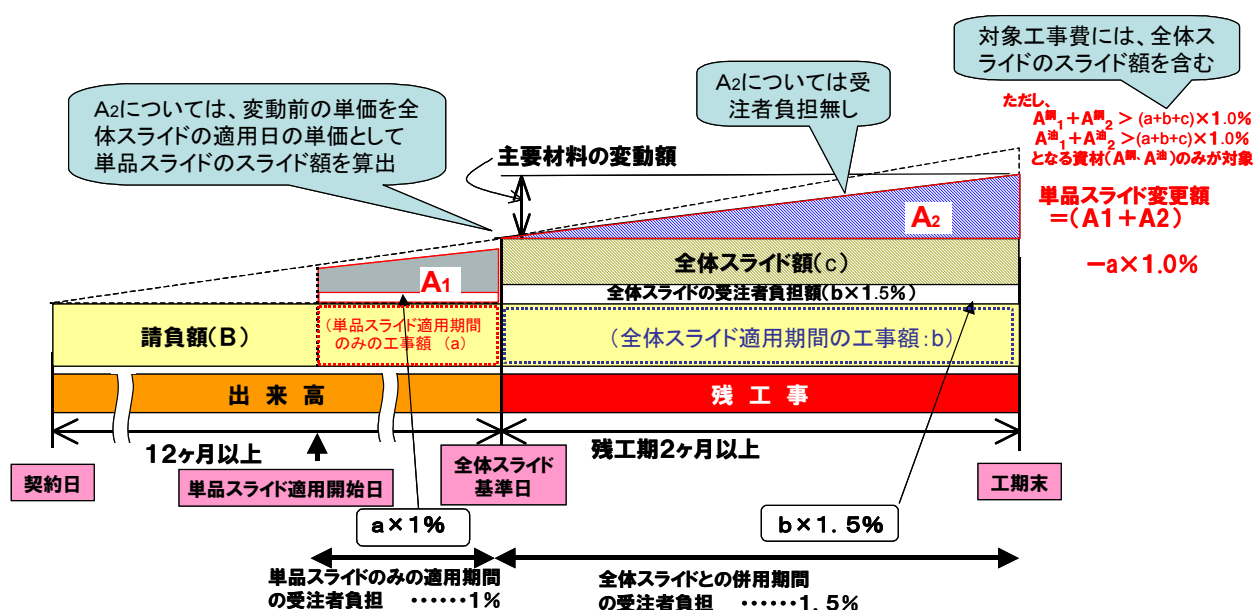 対象工事費には、全体ス
ライドのスライド額を含む
A2については受
注者負担無し
A2については、変動前の単価を全
体スライドの適用日の単価として
単品スライドのスライド額を算出
ただし、
A鋼1+A鋼2 > (a+b+c)×1.0%
A油1+A油2 >(a+b+c)×1.0%
となる資材(A鋼、A油)のみが対象
主要材料の変動額
単品スライド変更額
=(A1+A2)
-a×1.0%
A2
A1
全体スライド額(c)
全体スライドの受注者負担額(b×1.5%)
請負額(B)
(単品スライド適用期間
のみの工事額 (a)
(全体スライド適用期間の工事額:b)
出 来 高
残 工 事
12ヶ月以上
残工期2ヶ月以上
契約日
単品スライド適用開始日
全体スライド
基準日
工期末
a×1%
b×1.5%
単品スライドのみの適用期間
の受注者負担 ……1%
全体スライドとの併用期間
の受注者負担 ……1.5%